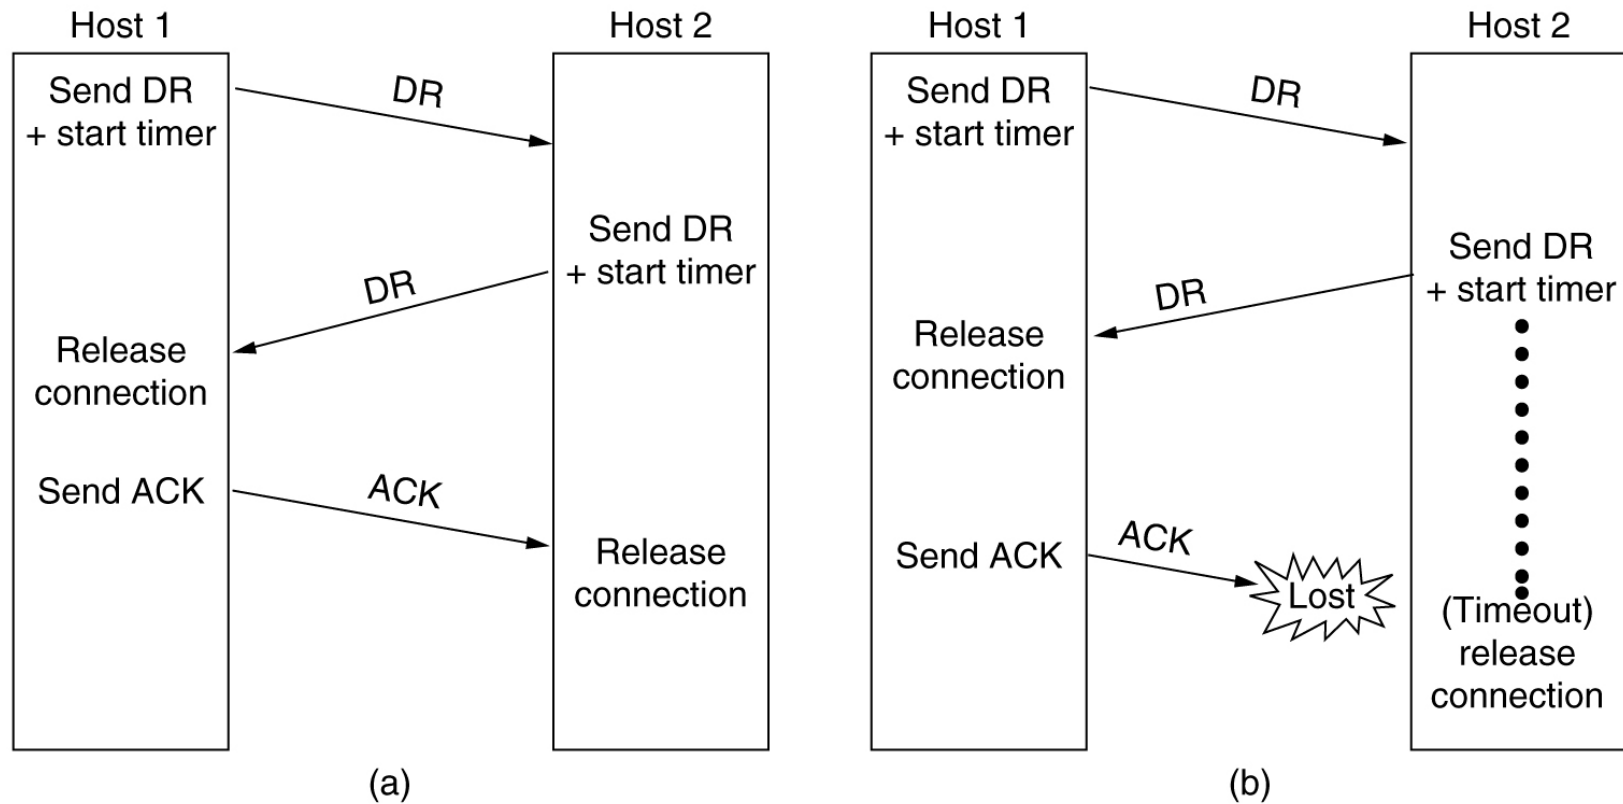 Host 1
Host 2
Send DR
+ start timer
DR
Send DR
+ start timer
DR
Release
connection
Send ACK
ACK
Release
connection
(a)
Host 1
Host 2
Send DR
+ start timer
DR
Send DR
+ start timer
DR
Release
connection
Send ACK
ACK
Lost
(Timeout)
release
connection
(b)